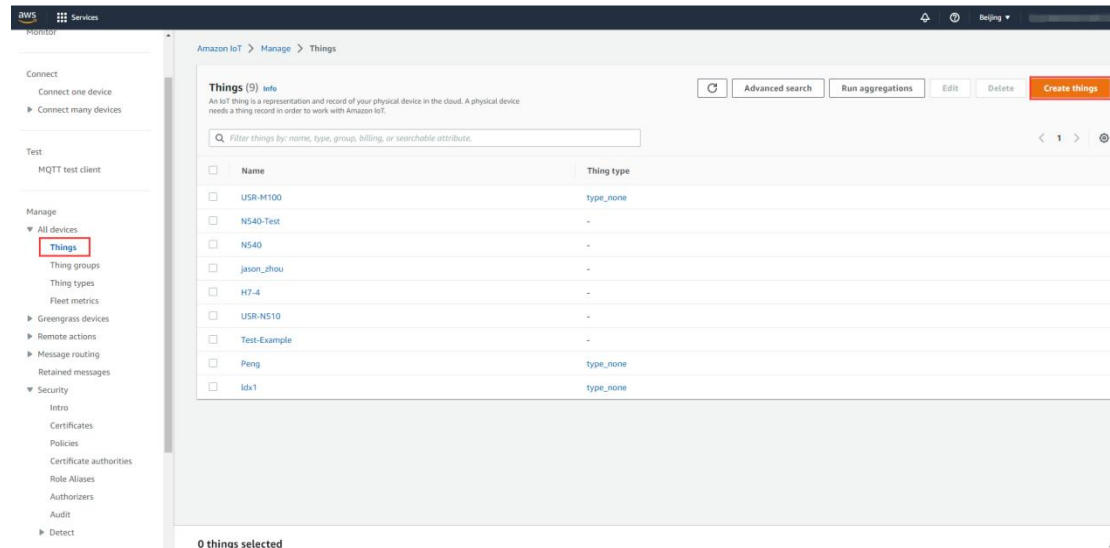 aws
Services
Beijing ▼
Monitor
Connect
Connect one device
Connect many devices
Test
MQTT test client
Manage
All devices
Things
Thing groups
Thing types
Fleet metrics
Greengrass devices
Remote actions
Message routing
Retained messages
Security
Intro
Certificates
Policies
Certificate authorities
Role Aliases
Authorizers
Audit
Detect
Amazon IoT > Manage > Things
Things (9) Info
An IoT thing is a representation and record of your physical device in the cloud. A physical device
needs a thing record in order to work with Amazon IoT.
Advanced search
Run aggregations
Edit
Delete
Create things
Filter things by: name, type, group, billing, or searchable attribute.
< 1 >
Name Thing type
USR-M100 type_none
N540-Test -
N540 -
jason_zhou -
H7-4 -
USR-N510 -
Test-Example -
Peng type_none
ldx1 type_none
0 things selected